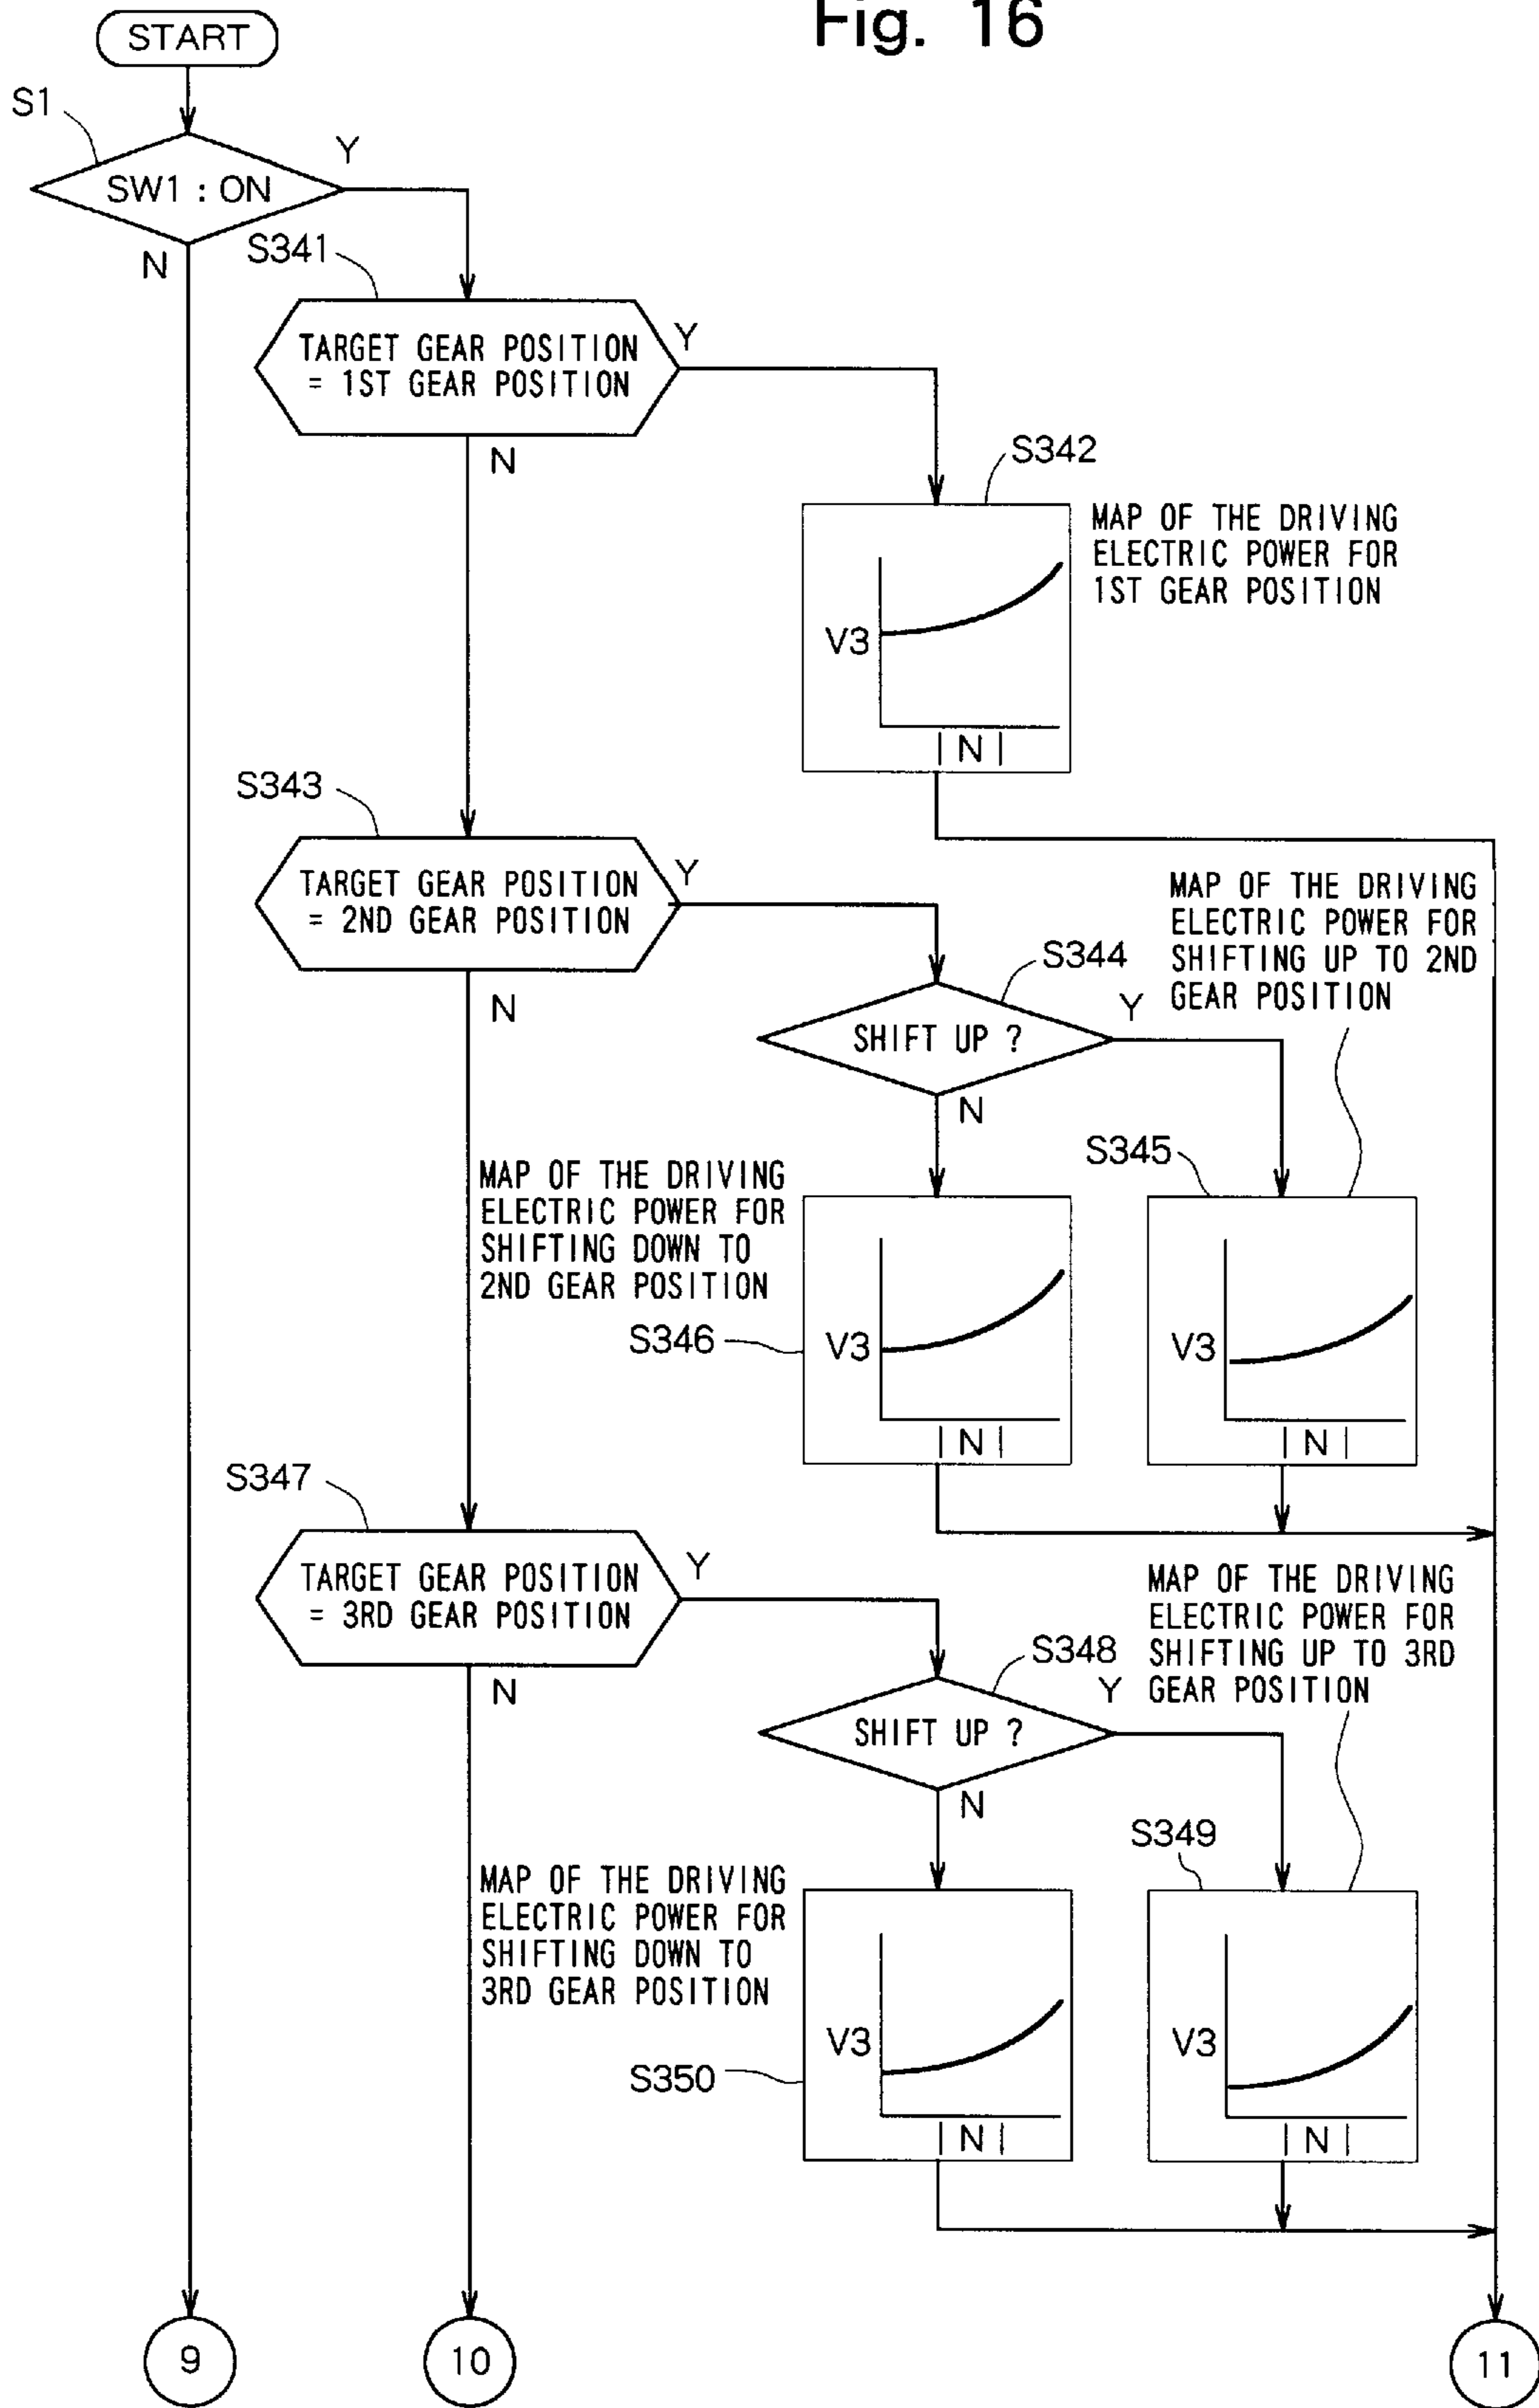 Fig. 16
START
S1
Y
SW1 : ON
N
S341
TARGET GEAR POSITION
= 1ST GEAR POSITION
Y
N
S342
MAP OF THE DRIVING
ELECTRIC POWER FOR
1ST GEAR POSITION
V3
|N|
S343
TARGET GEAR POSITION
= 2ND GEAR POSITION
Y
N
MAP OF THE DRIVING
ELECTRIC POWER FOR
SHIFTING UP TO 2ND
GEAR POSITION
S344
SHIFT UP ?
Y
N
MAP OF THE DRIVING
ELECTRIC POWER FOR
SHIFTING DOWN TO
2ND GEAR POSITION
S345
S346
V3
|N|
V3
|N|
S347
TARGET GEAR POSITION
= 3RD GEAR POSITION
Y
N
MAP OF THE DRIVING
ELECTRIC POWER FOR
SHIFTING UP TO 3RD
GEAR POSITION
S348
SHIFT UP ?
Y
N
MAP OF THE DRIVING
ELECTRIC POWER FOR
SHIFTING DOWN TO
3RD GEAR POSITION
S349
S350
V3
|N|
V3
|N|
9
10
11